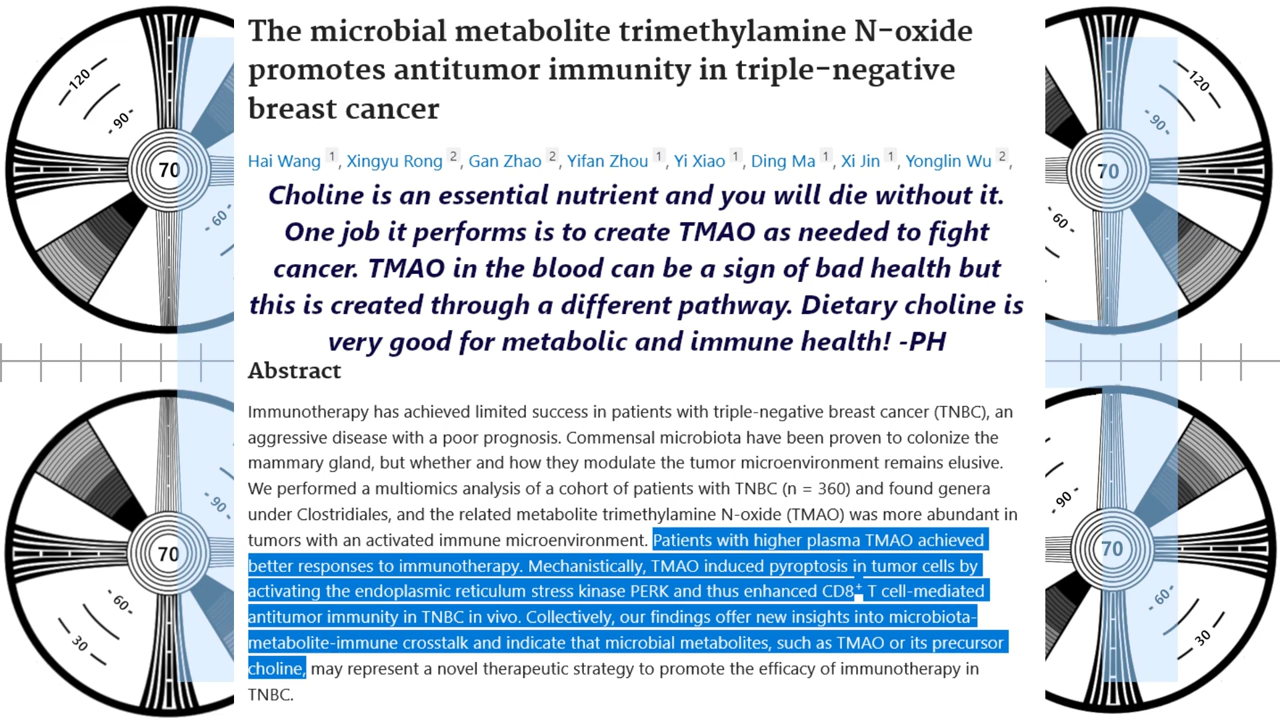 The microbial metabolite trimethylamine N-oxide
promotes antitumor immunity in triple-negative
breast cancer
Hai Wang 1, Xingyu Rong 2, Gan Zhao 2, Yifan Zhou 1, Yi Xiao 1, Ding Ma 1, Xi Jin 1, Yonglin Wu 2,
Choline is an essential nutrient and you will die without it.
One job it performs is to create TMAO as needed to fight
cancer. TMAO in the blood can be a sign of bad health but
this is created through a different pathway. Dietary choline is
very good for metabolic and immune health! -PH
Abstract
Immunotherapy has achieved limited success in patients with triple-negative breast cancer (TNBC), an
aggressive disease with a poor prognosis. Commensal microbiota have been proven to colonize the
mammary gland, but whether and how they modulate the tumor microenvironment remains elusive.
We performed a multiomics analysis of a cohort of patients with TNBC (n = 360) and found genera
under Clostridiales, and the related metabolite trimethylamine N-oxide (TMAO) was more abundant in
tumors with an activated immune microenvironment. Patients with higher plasma TMAO achieved
better responses to immunotherapy. Mechanistically, TMAO induced pyroptosis in tumor cells by
activating the endoplasmic reticulum stress kinase PERK and thus enhanced CD8+ T cell-mediated
antitumor immunity in TNBC in vivo. Collectively, our findings offer new insights into microbiota-
metabolite-immune crosstalk and indicate that microbial metabolites, such as TMAO or its precursor
choline, may represent a novel therapeutic strategy to promote the efficacy of immunotherapy in
TNBC.
120
- 90 -
70
- 60 -
120
- 90 -
70
- 60 -
- 90 -
70
- 60 -
30
- 90 -
70
- 60 -
30